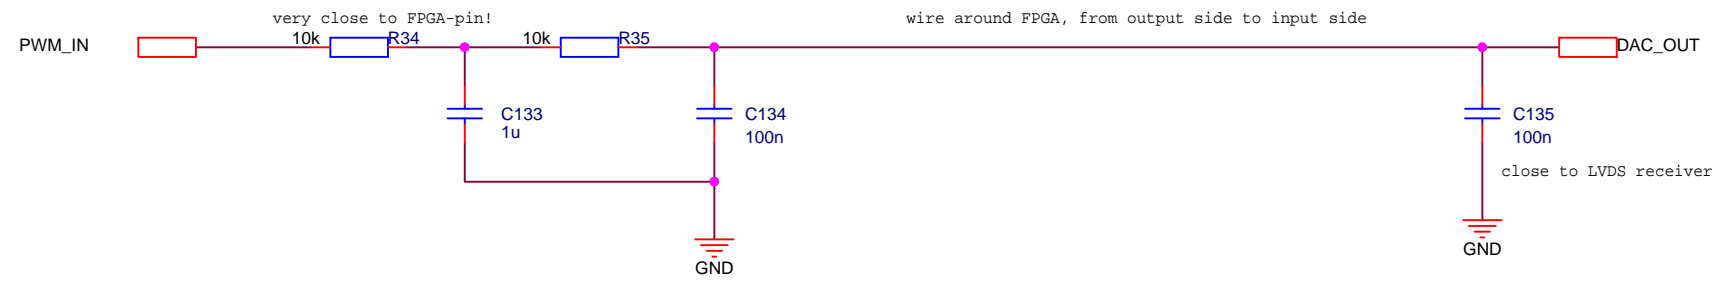 very close to FPGA-pin!
wire around FPGA, from output side to input side
PWM_IN
10k
R34
10k
R35
DAC_OUT
C133
1u
C134
100n
C135
100n
close to LVDS receiver
GND
GND